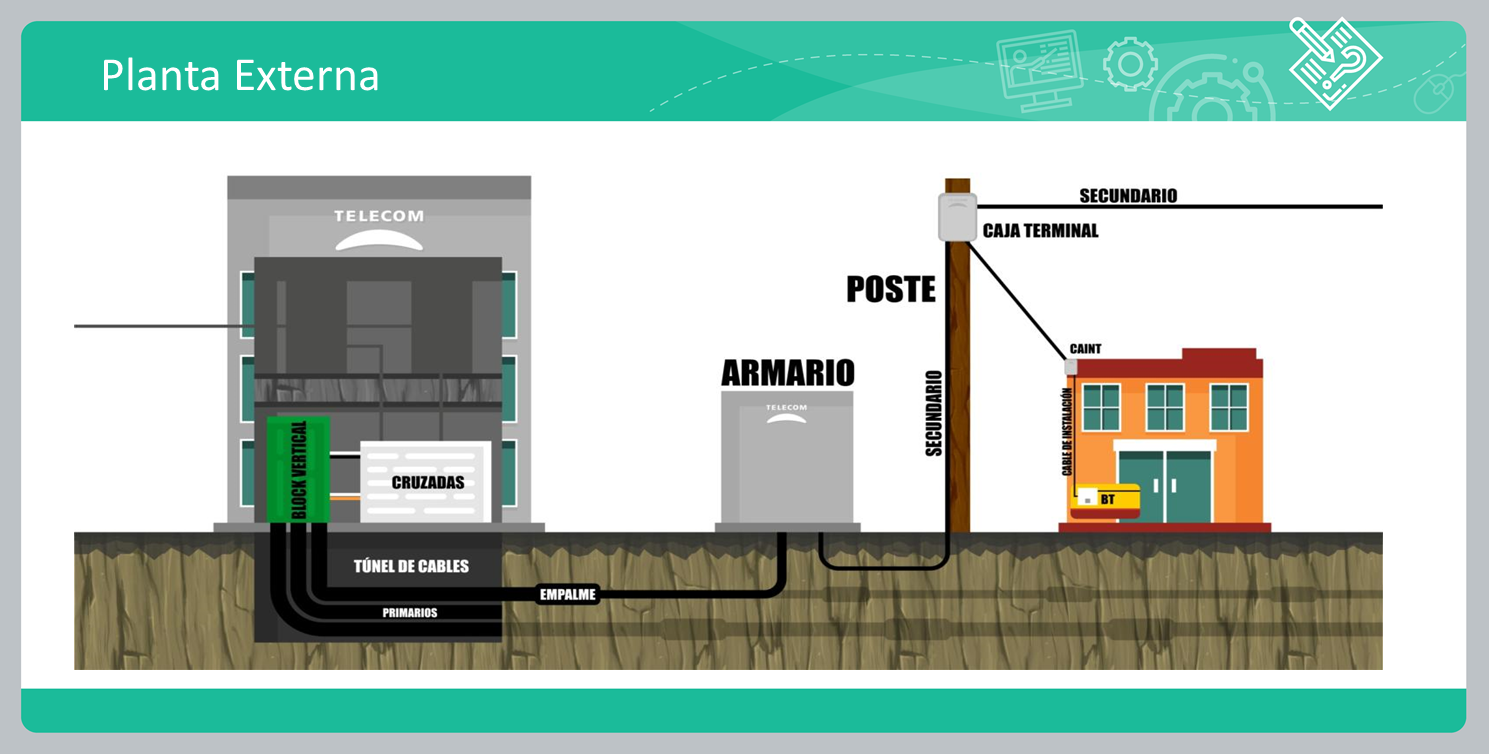 Planta Externa
TELECOM
SECUNDARIO
CAJA TERMINAL
POSTE
CAINT
ARMARIO
TELECOM
SECUNDARIO
CABLE DE INSTALACIÓN
BLOCK VERTICAL
CRUZADAS
BT
TÚNEL DE CABLES
EMPALME
PRIMARIOS